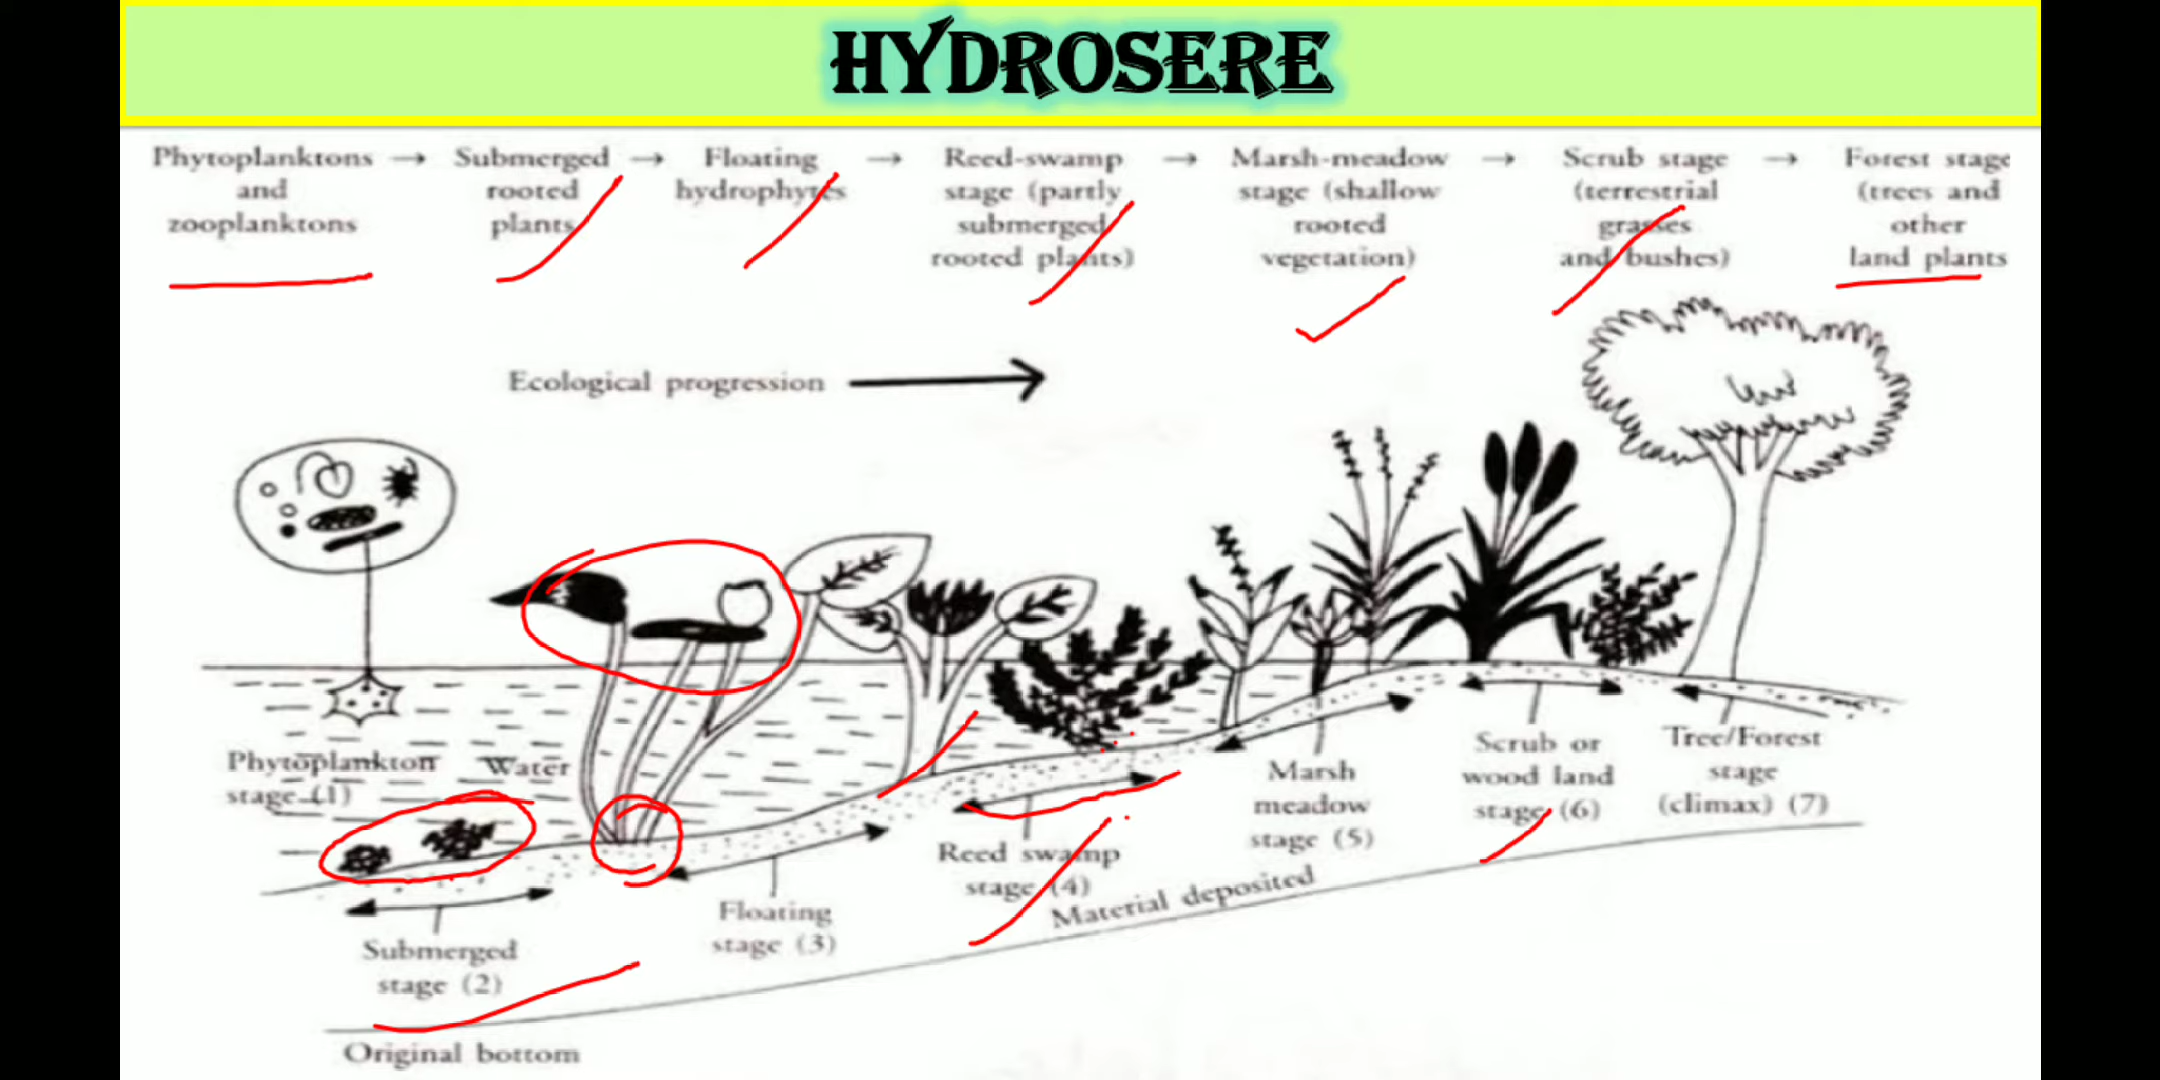 HYDROSERE
Phytoplanktons → Submerged → Floating → Reed-swamp → Marsh-meadow → Scrub stage → Forest stage
and rooted hydrophytes stage (partly stage (shallow (terrestrial (trees and
zooplanktons plants submerged rooted grasses other
rooted plants) vegetation) and bushes) land plants
Ecological progression
Phytoplankton Water
stage (1)
Submerged
stage (2)
Floating
stage (3)
Reed swamp
stage (4)
Marsh
meadow
stage (5)
Scrub or
wood land
stage (6)
Tree/Forest
stage
(climax) (7)
Material deposited
Original bottom